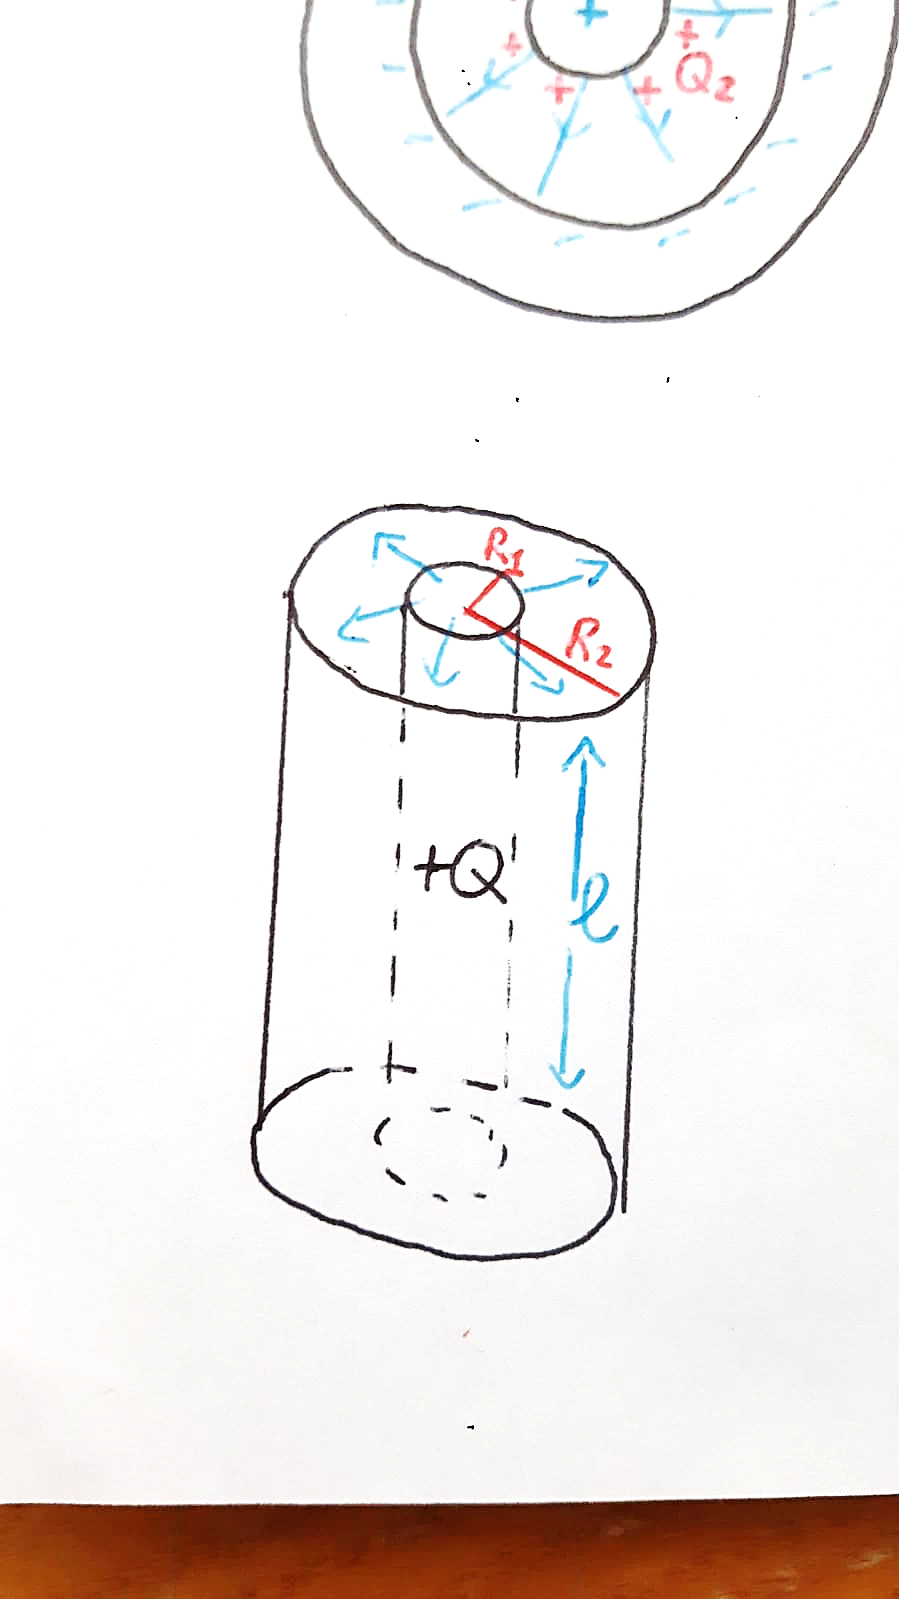 +
+ + Q₂
+ +
R₁
R₂
+Q
l